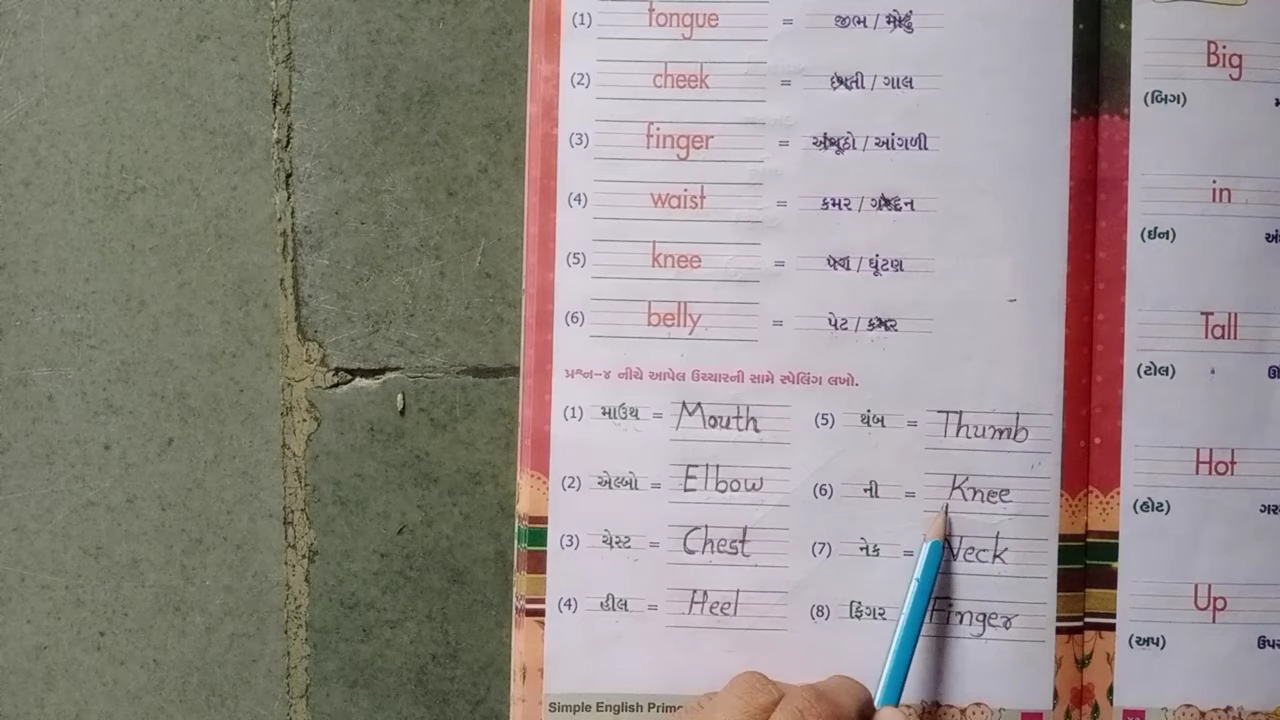 (1) tongue = જીભ / મોઢું
(2) cheek = છાતી / ગાલ
(3) finger = અંગૂઠો / આંગળી
(4) waist = કમર / ગરદન
(5) knee = / ઘૂંટણ
(6) belly = પેટ / કમર
પ્રશ્ન-૪ નીચે આપેલ ઉચ્ચારની સામે સ્પેલિંગ લખો.
(1) માઉથ = Mouth (5) થંબ = Thumb
(2) એલ્બો = Elbow (6) ની = Knee
(3) ચેસ્ટ = Chest (7) નેક = Neck
(4) હીલ = Heel (8) ફિંગર Finger
Simple English
Big
(બિગ)
in
(ઈન)
Tall
(ટોલ)
Hot
(હોટ)
Up
(અપ)